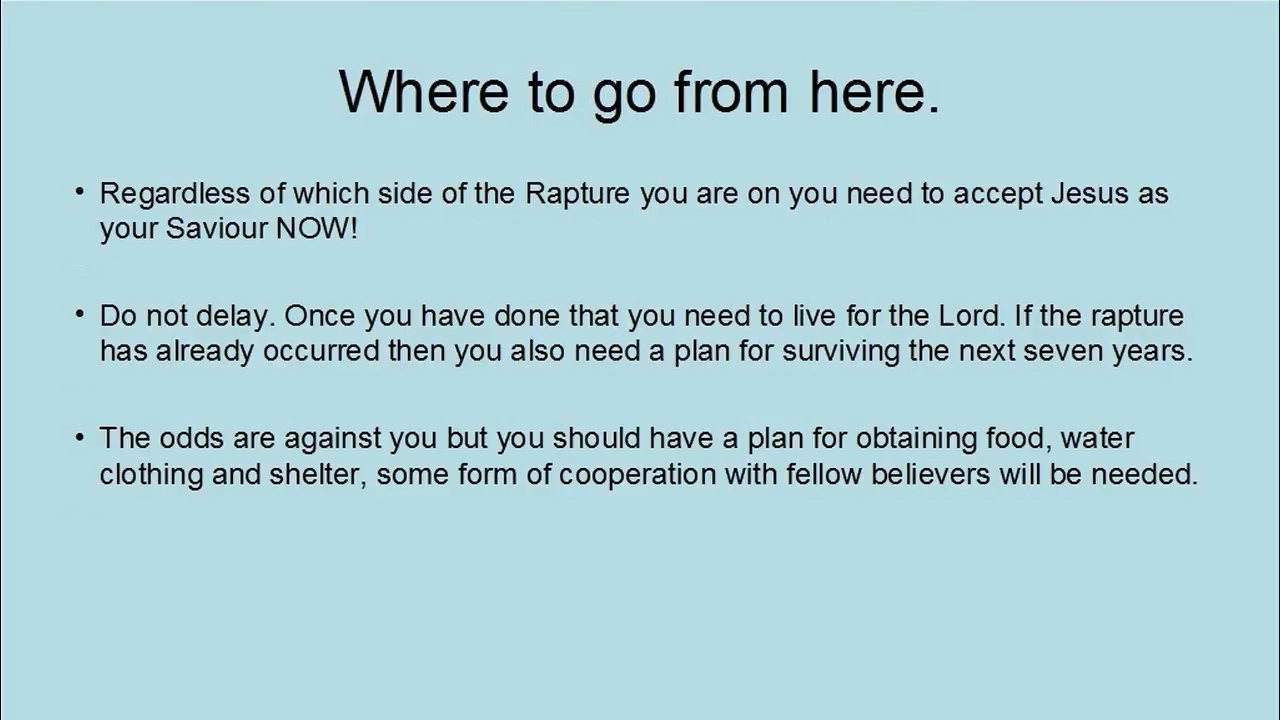 Where to go from here.
• Regardless of which side of the Rapture you are on you need to accept Jesus as
your Saviour NOW!
• Do not delay. Once you have done that you need to live for the Lord. If the rapture
has already occurred then you also need a plan for surviving the next seven years.
• The odds are against you but you should have a plan for obtaining food, water
clothing and shelter, some form of cooperation with fellow believers will be needed.